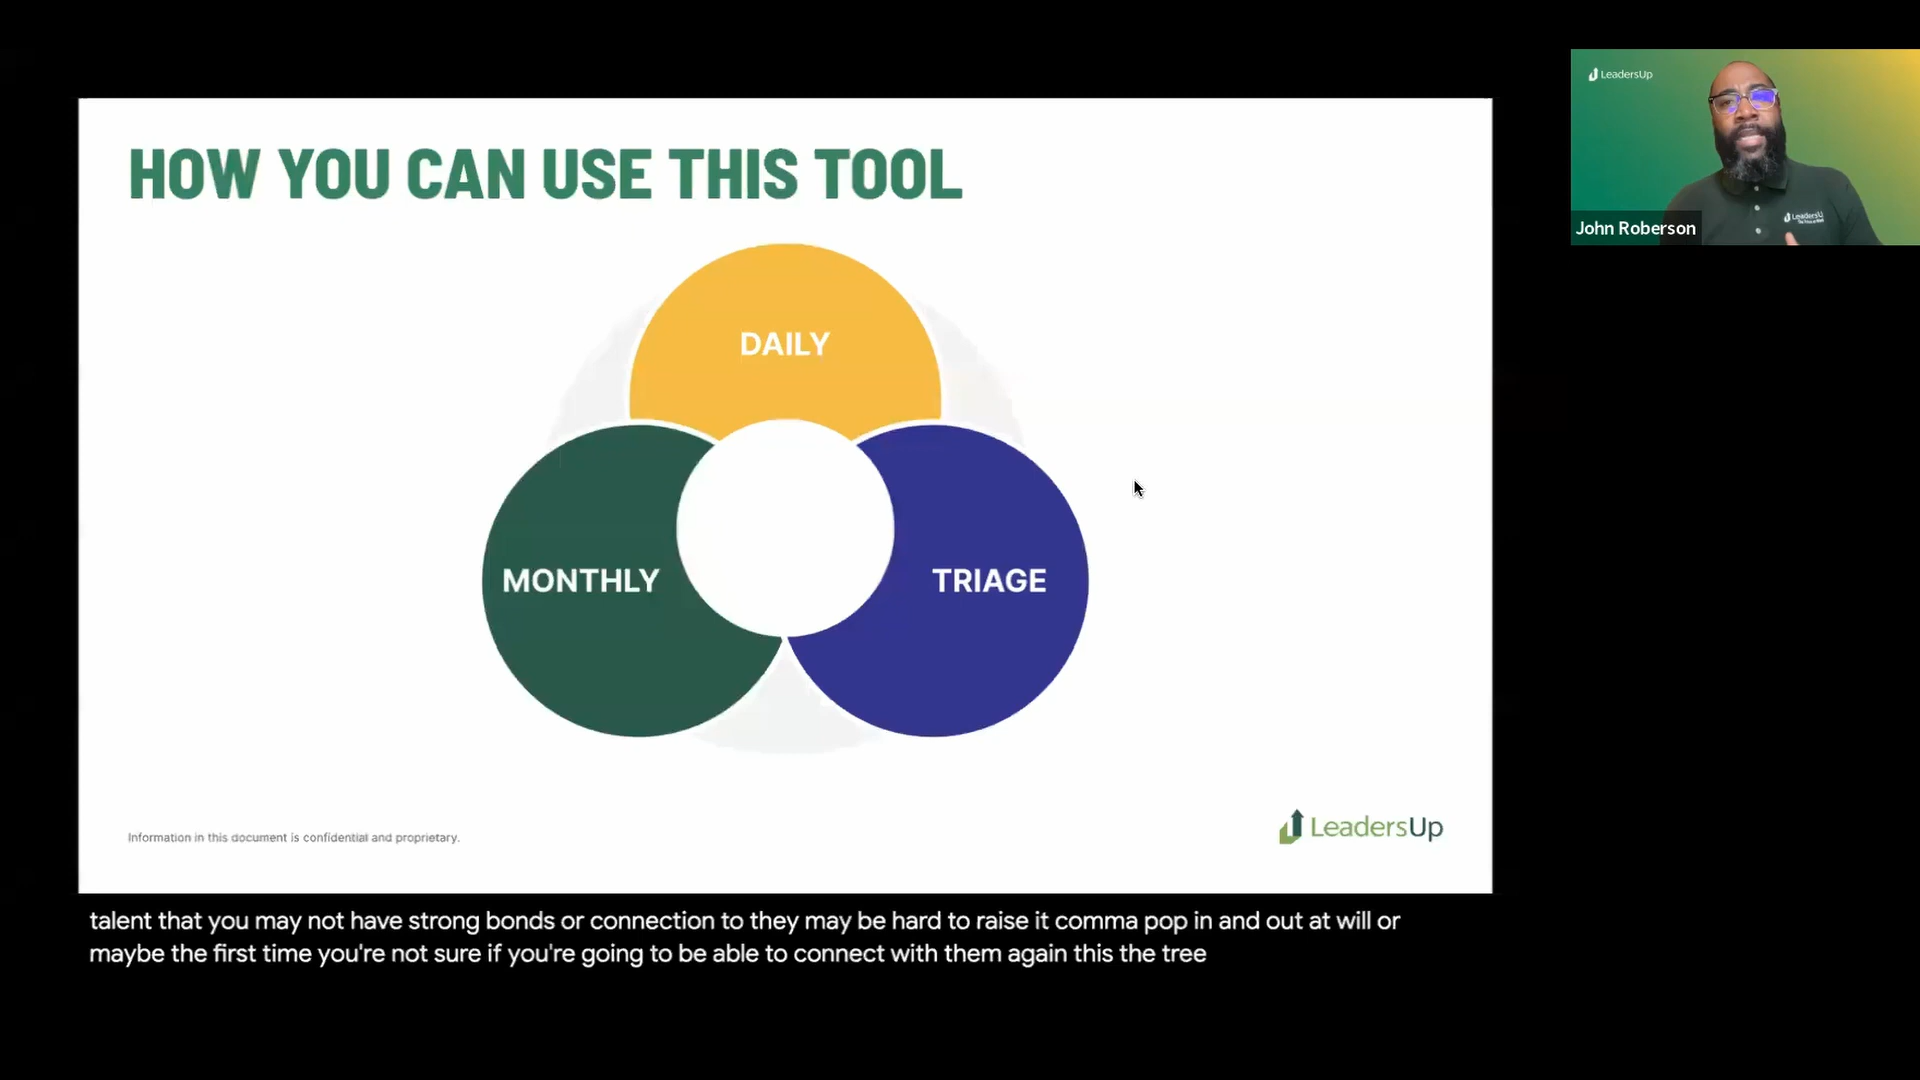 HOW YOU CAN USE THIS TOOL
DAILY
MONTHLY
TRIAGE
Information in this document is confidential and proprietary.
LeadersUp
LeadersUp
John Roberson
talent that you may not have strong bonds or connection to they may be hard to raise it comma pop in and out at will or
maybe the first time you're not sure if you're going to be able to connect with them again this the tree